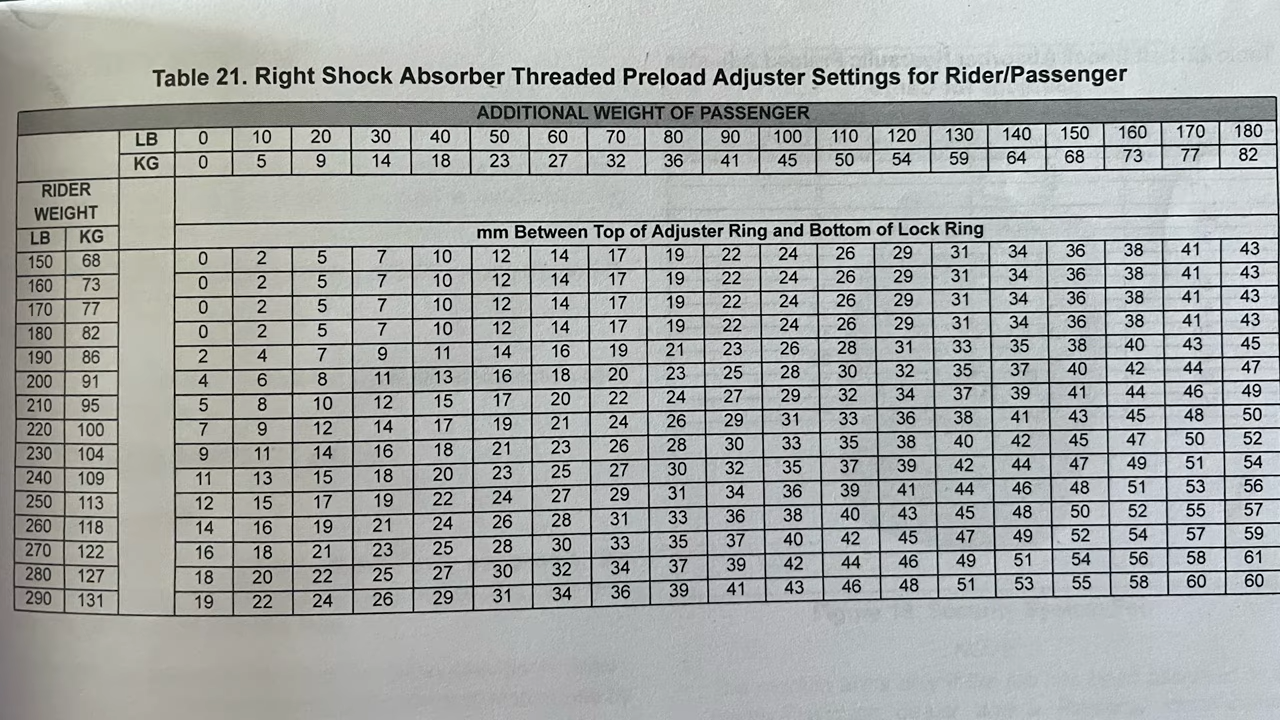 Table 21. Right Shock Absorber Threaded Preload Adjuster Settings for Rider/Passenger
ADDITIONAL WEIGHT OF PASSENGER
LB 0 10 20 30 40 50 60 70 80 90 100 110 120 130 140 150 160 170 180
KG 0 5 9 14 18 23 27 32 36 41 45 50 54 59 64 68 73 77 82
RIDER
WEIGHT
mm Between Top of Adjuster Ring and Bottom of Lock Ring
LB KG
150 68 0 2 5 7 10 12 14 17 19 22 24 26 29 31 34 36 38 41 43
160 73 0 2 5 7 10 12 14 17 19 22 24 26 29 31 34 36 38 41 43
170 77 0 2 5 7 10 12 14 17 19 22 24 26 29 31 34 36 38 41 43
180 82 0 2 5 7 10 12 14 17 19 22 24 26 29 31 34 36 38 41 43
190 86 2 4 7 9 11 14 16 19 21 23 26 28 31 33 35 38 40 43 45
200 91 4 6 8 11 13 16 18 20 23 25 28 30 32 35 37 40 42 44 47
210 95 5 8 10 12 15 17 20 22 24 27 29 32 34 37 39 41 44 46 49
220 100 7 9 12 14 17 19 21 24 26 29 31 33 36 38 41 43 45 48 50
230 104 9 11 14 16 18 21 23 26 28 30 33 35 38 40 42 45 47 50 52
240 109 11 13 15 18 20 23 25 27 30 32 35 37 39 42 44 47 49 51 54
250 113 12 15 17 19 22 24 27 29 31 34 36 39 41 44 46 48 51 53 56
260 118 14 16 19 21 24 26 28 31 33 36 38 40 43 45 48 50 52 55 57
270 122 16 18 21 23 25 28 30 33 35 37 40 42 45 47 49 52 54 57 59
280 127 18 20 22 25 27 30 32 34 37 39 42 44 46 49 51 54 56 58 61
290 131 19 22 24 26 29 31 34 36 39 41 43 46 48 51 53 55 58 60 60